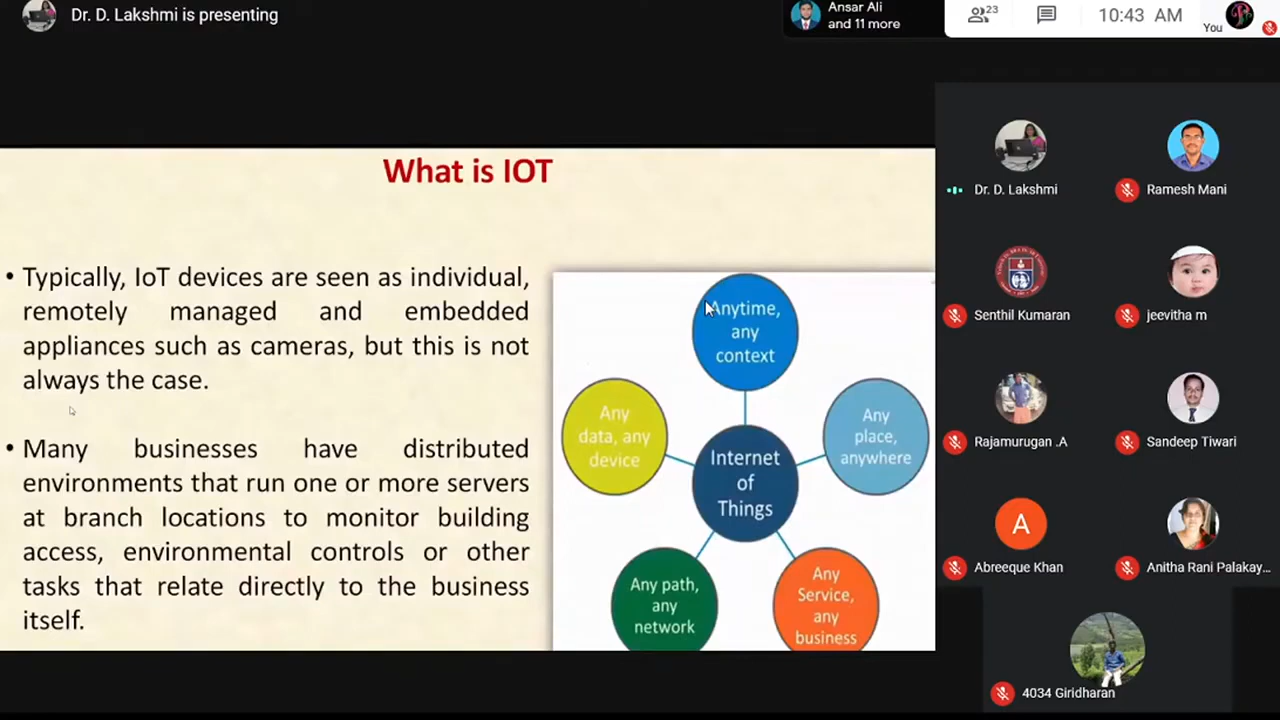 Dr. D. Lakshmi is presenting
Ansar Ali
and 11 more
23
10:43 AM
You
What is IOT
• Typically, IoT devices are seen as individual,
remotely managed and embedded
appliances such as cameras, but this is not
always the case.
• Many businesses have distributed
environments that run one or more servers
at branch locations to monitor building
access, environmental controls or other
tasks that relate directly to the business
itself.
Anytime,
any
context
Any
data, any
device
Any
place,
anywhere
Internet
of
Things
Any path,
any
network
Any
Service,
any
business
Dr. D. Lakshmi
Ramesh Mani
Senthil Kumaran
jeevitha m
Rajamurugan .A
Sandeep Tiwari
A
Abreeque Khan
Anitha Rani Palakay...
4034 Giridharan